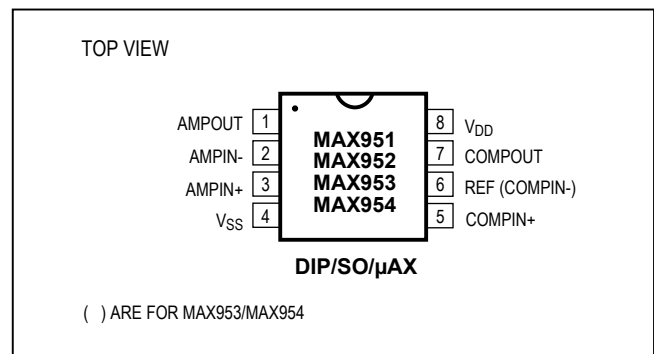 TOP VIEW
AMPOUT 1
AMPIN- 2
AMPIN+ 3
VSS 4
MAX951
MAX952
MAX953
MAX954
8 VDD
7 COMPOUT
6 REF (COMPIN-)
5 COMPIN+
DIP/SO/µAX
( ) ARE FOR MAX953/MAX954